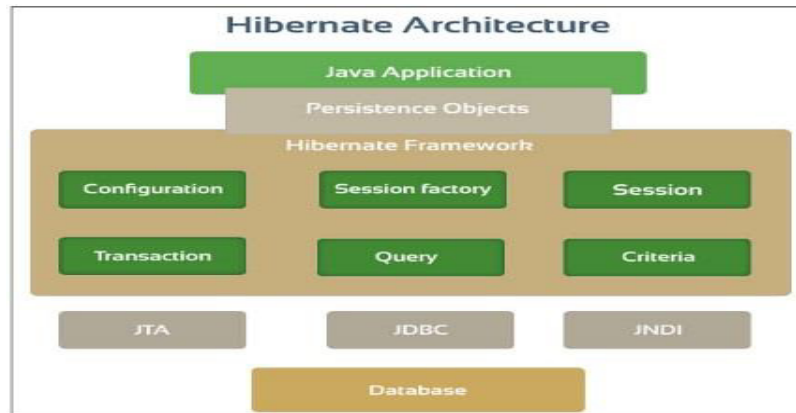 Hibernate Architecture
Java Application
Persistence Objects
Hibernate Framework
Configuration Session factory Session
Transaction Query Criteria
JTA JDBC JNDI
Database